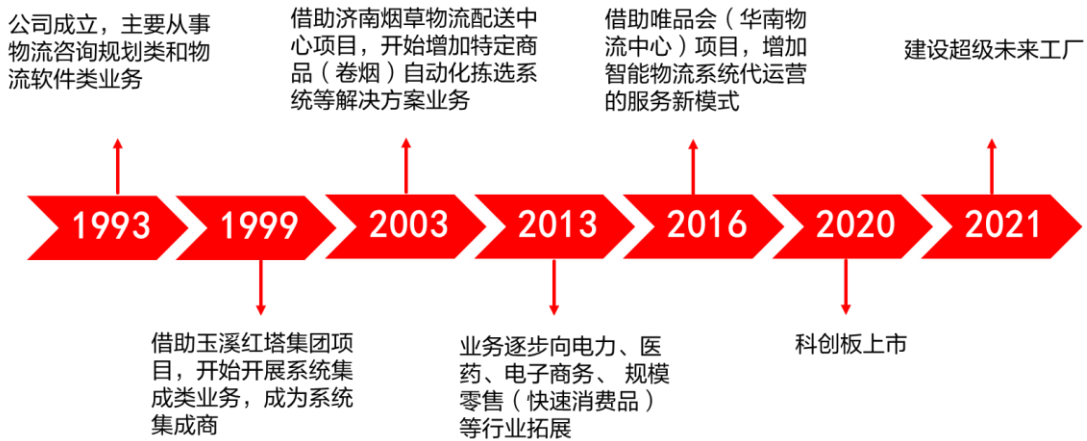 公司成立，主要从事
物流咨询规划类和物
流软件类业务
借助济南烟草物流配送中
心项目，开始增加特定商
品（卷烟）自动化拣选系
统等解决方案业务
借助唯品会（华南物
流中心）项目，增加
智能物流系统代运营
的服务新模式
建设超级未来工厂
1993
1999
2003
2013
2016
2020
2021
借助玉溪红塔集团项
目，开始开展系统集
成类业务，成为系统
集成商
业务逐步向电力、医
药、电子商务、 规模
零售（快速消费品）
等行业拓展
科创板上市